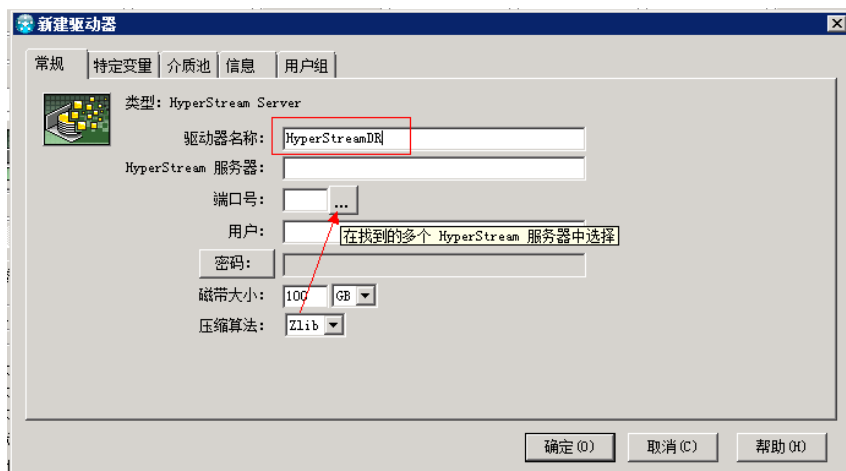 新建驱动器
常规 特定变量 介质池 信息 用户组
类型: HyperStream Server
驱动器名称: HyperStreamDR
HyperStream 服务器:
端口号: ...
用户:
在找到的多个 HyperStream 服务器中选择
密码:
磁带大小: 100 GB
压缩算法: Zlib
确定(O) 取消(C) 帮助(H)